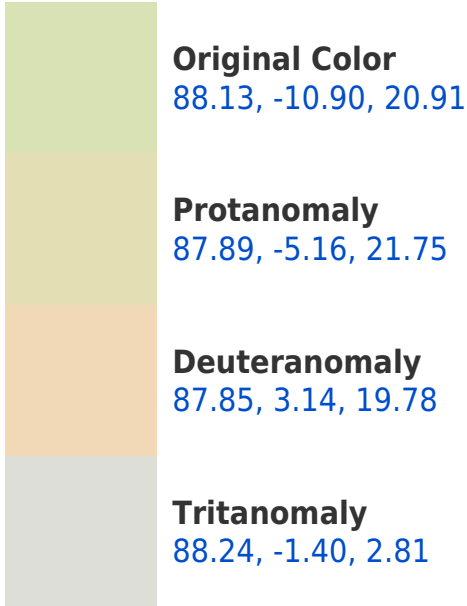 Original Color
88.13, -10.90, 20.91
Protanomaly
87.89, -5.16, 21.75
Deuteranomaly
87.85, 3.14, 19.78
Tritanomaly
88.24, -1.40, 2.81